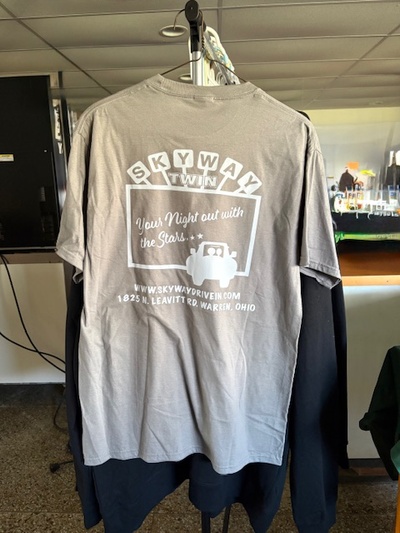 SKYWAY
TWIN
Your Night out with
the Stars...
WWW.SKYWAYDRIVEIN.COM
1825 N. LEAVITT RD. WARREN, OHIO